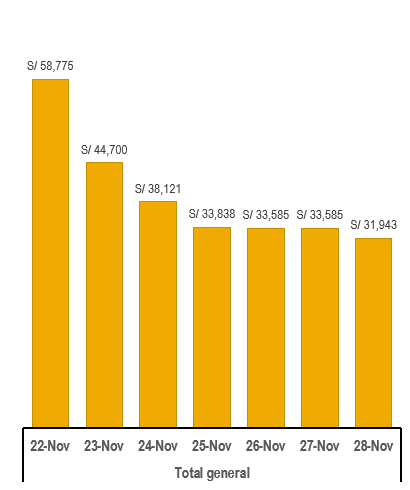 S/ 58,775
S/ 44,700
S/ 38,121
S/ 33,838
S/ 33,585
S/ 33,585
S/ 31,943
22-Nov 23-Nov 24-Nov 25-Nov 26-Nov 27-Nov 28-Nov
Total general